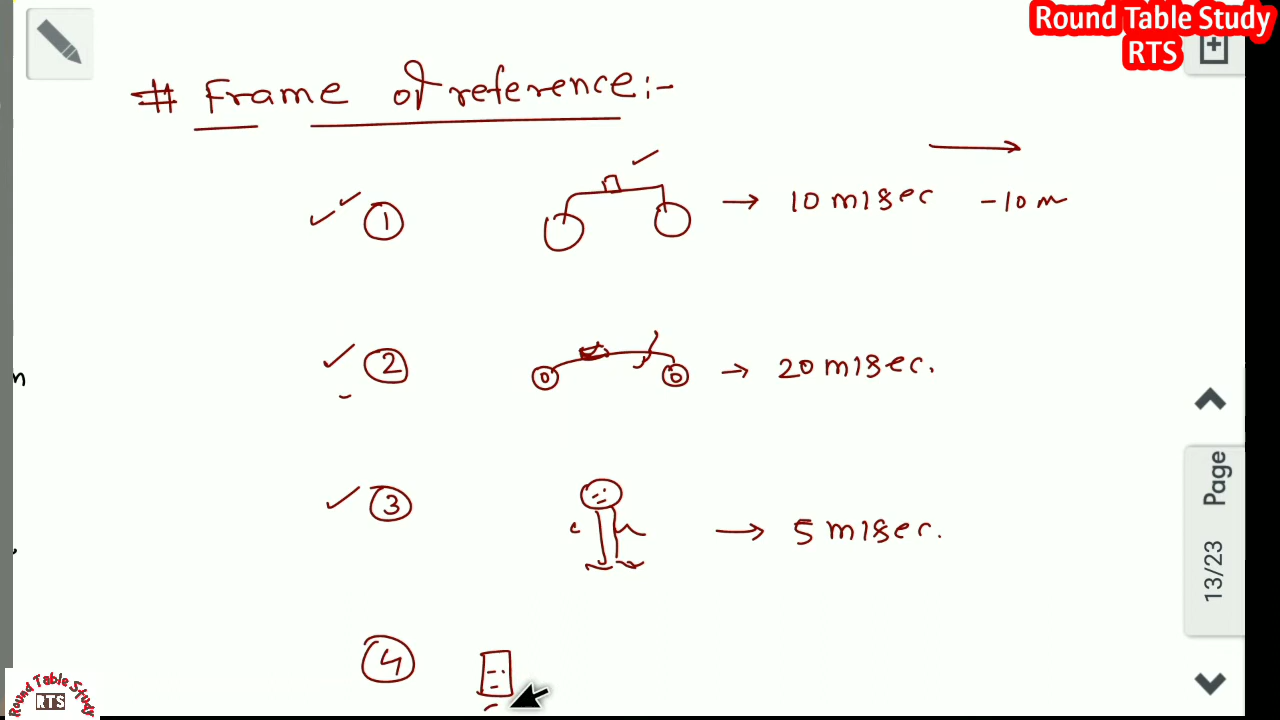 Round Table Study
RTS
# Frame of reference:-
① → 10 m/sec -10 m
② → 20 m/sec.
m
③ → 5 m/sec.
④
Page
13/23
Round Table Study
RTS